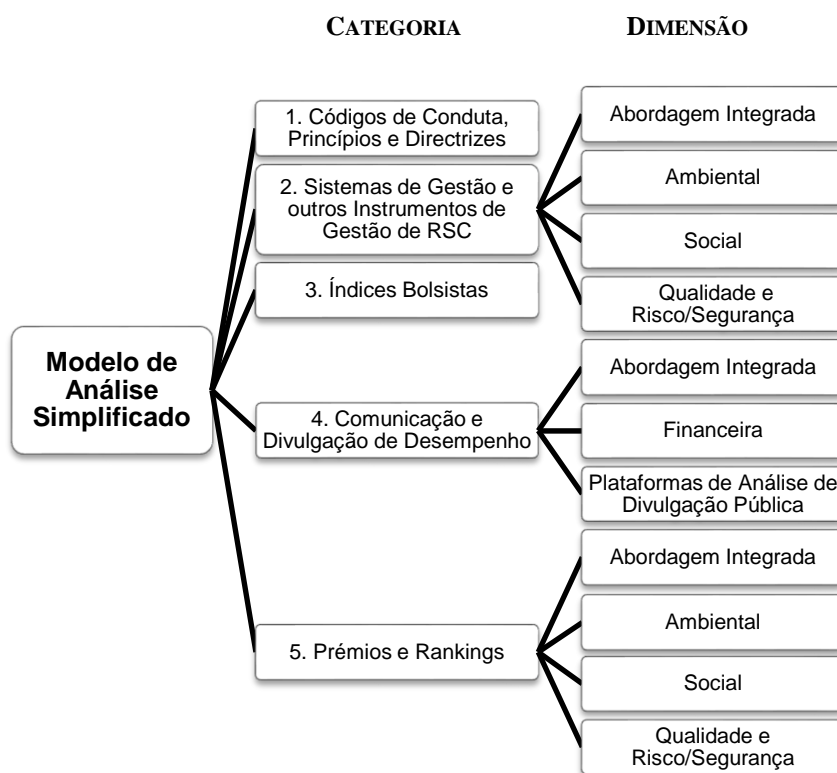 CATEGORIA
DIMENSÃO
Modelo de
Análise
Simplificado
1. Códigos de Conduta,
Princípios e Directrizes
2. Sistemas de Gestão e
outros Instrumentos de
Gestão de RSC
Abordagem Integrada
Ambiental
Social
Qualidade e
Risco/Segurança
3. Índices Bolsistas
4. Comunicação e
Divulgação de Desempenho
Abordagem Integrada
Financeira
Plataformas de Análise de
Divulgação Pública
5. Prémios e Rankings
Abordagem Integrada
Ambiental
Social
Qualidade e
Risco/Segurança